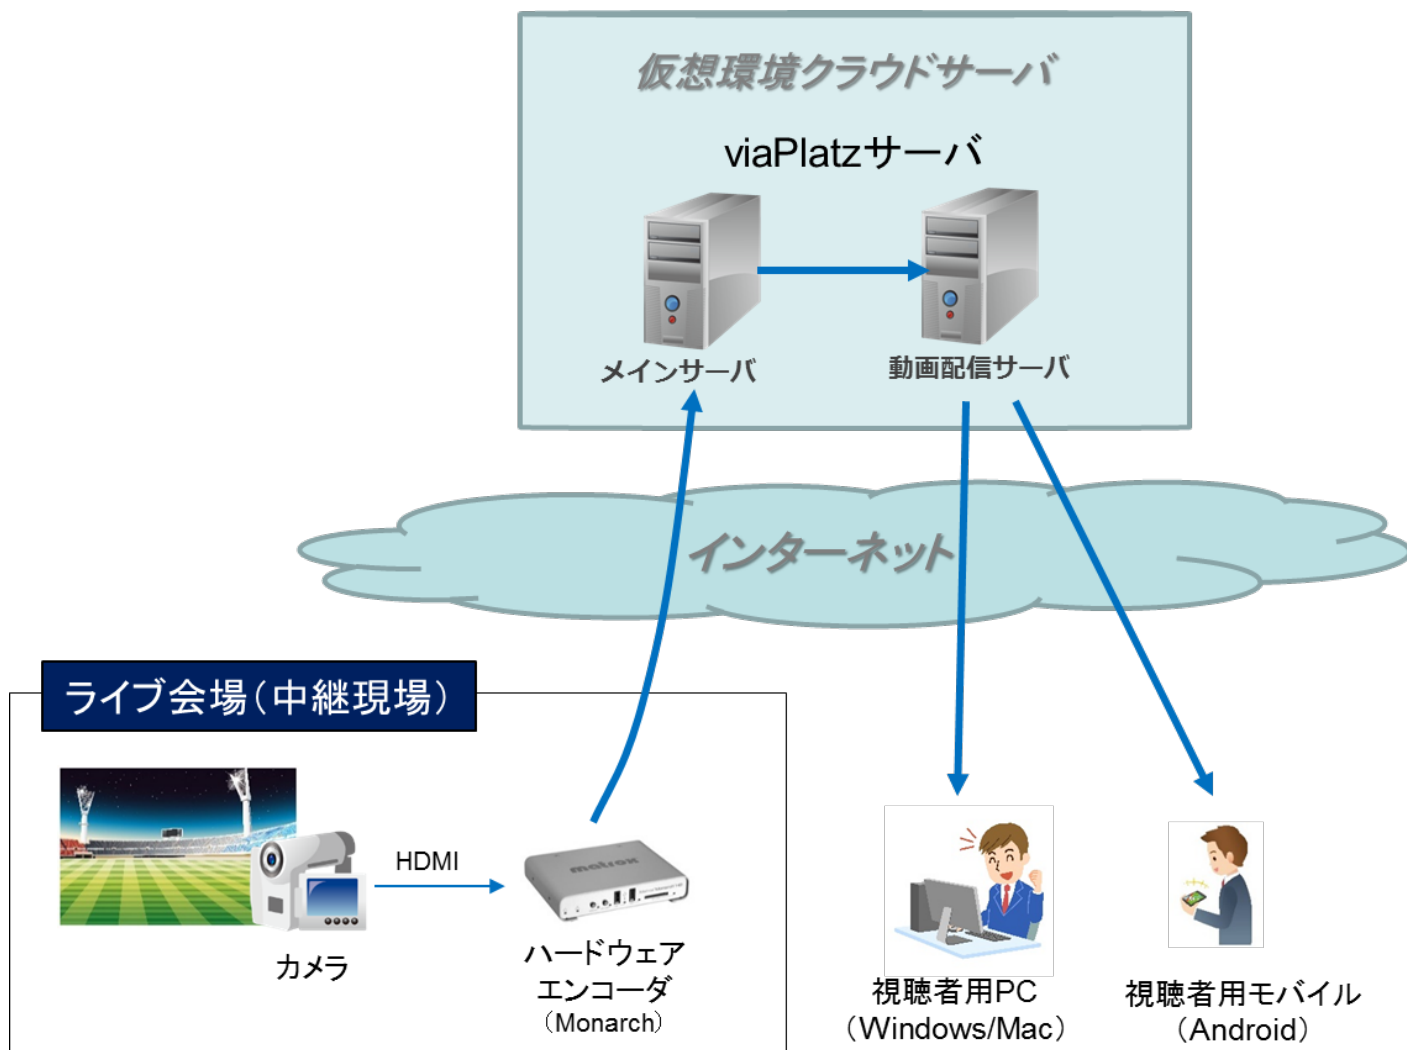 仮想環境クラウドサーバ
viaPlatzサーバ
メインサーバ
動画配信サーバ
インターネット
ライブ会場（中継現場）
HDMI
matrox
カメラ
ハードウェア
エンコーダ
（Monarch）
視聴者用PC
（Windows/Mac）
視聴者用モバイル
（Android）